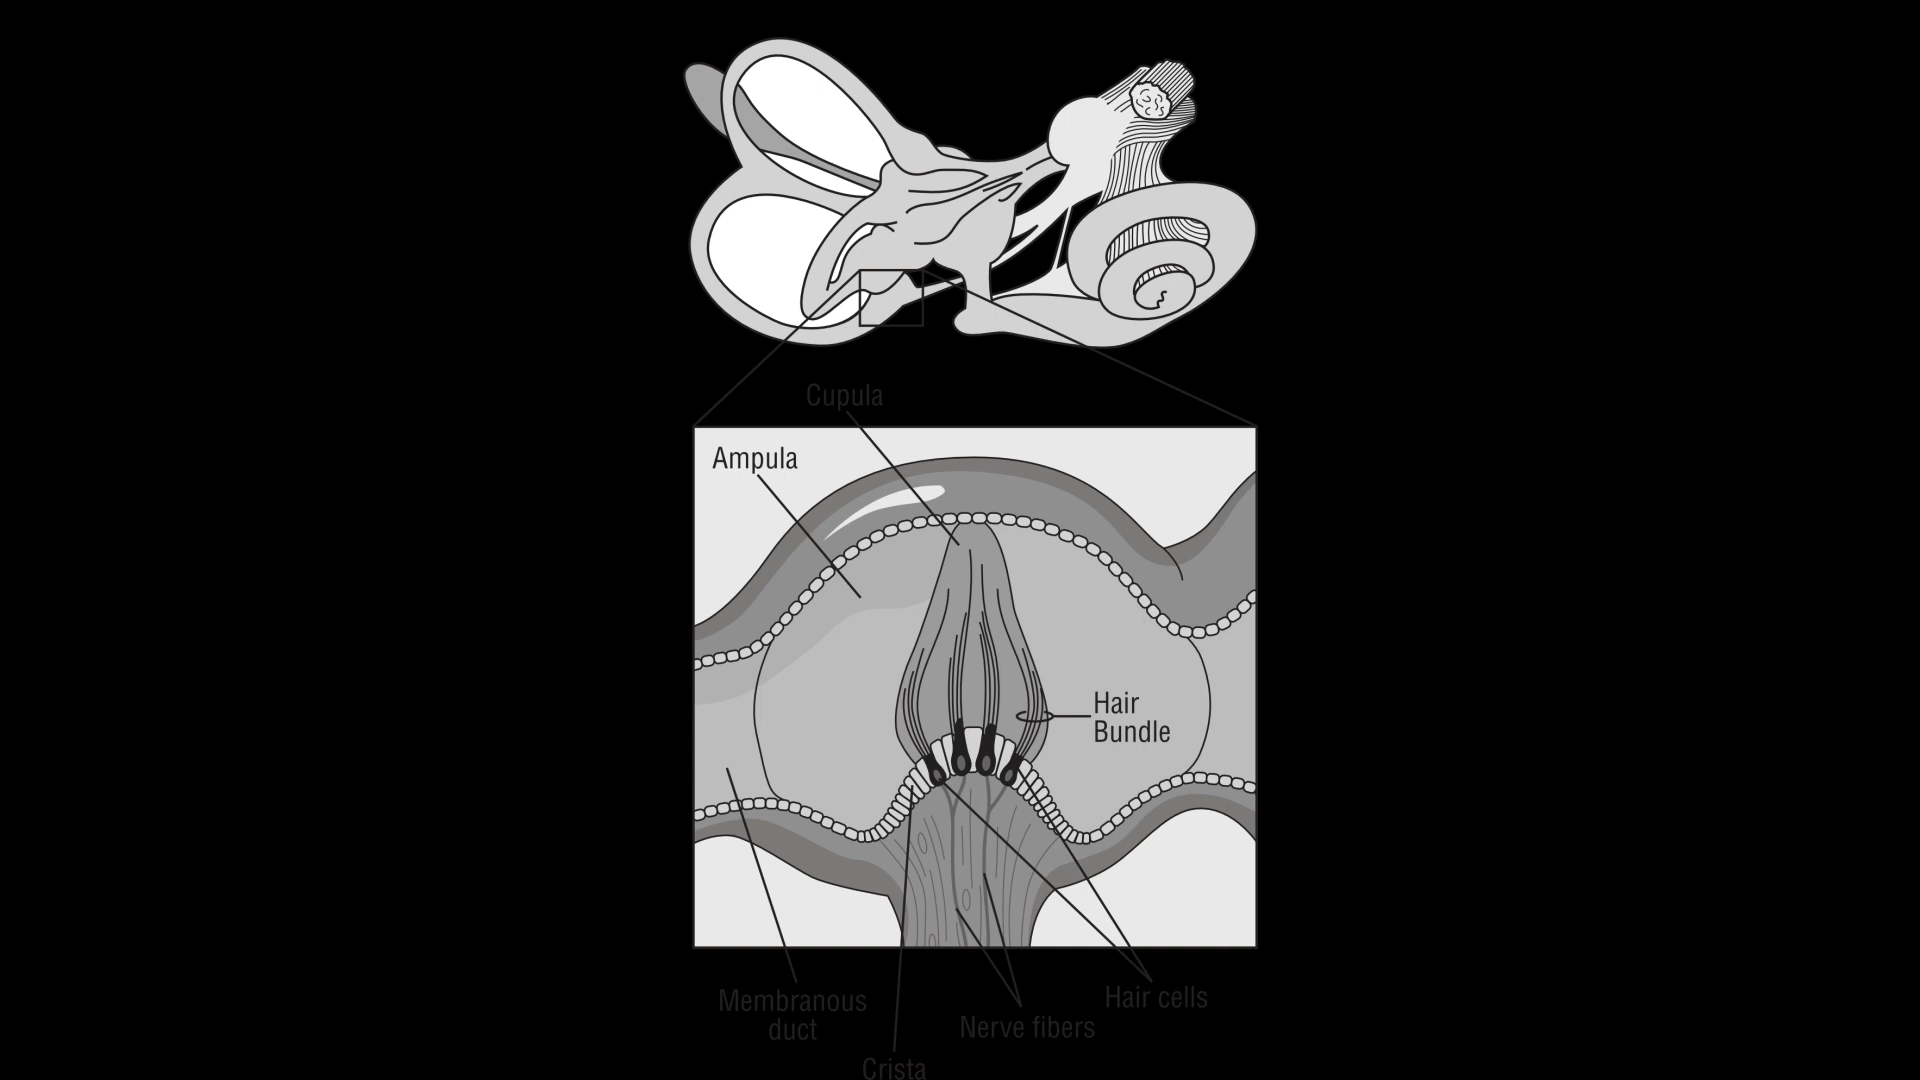 Cupula
Ampula
Hair
Bundle
Membranous
duct
Hair cells
Nerve fibers
Crista